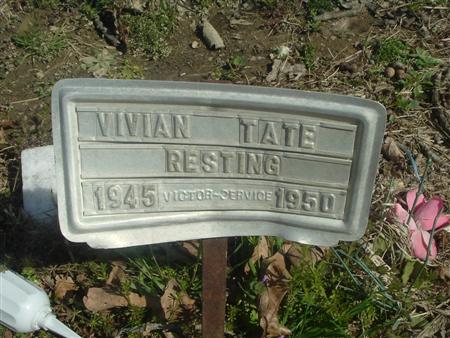 VIVIAN TATE
RESTING
1945 VICTOR-SERVICE 1950